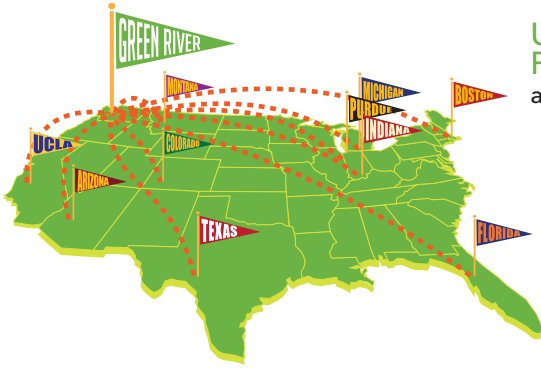 GREEN RIVER
MONTANA
MICHIGAN
PURDUE
BOSTON
INDIANA
UCLA
COLORADO
ARIZONA
TEXAS
FLORIDA